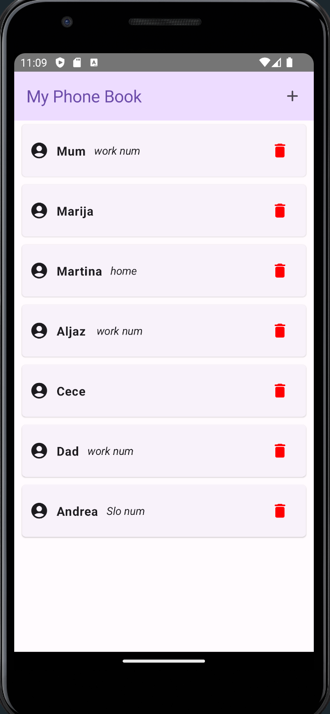 11:09
My Phone Book +
Mum work num
Marija
Martina home
Aljaz work num
Cece
Dad work num
Andrea Slo num